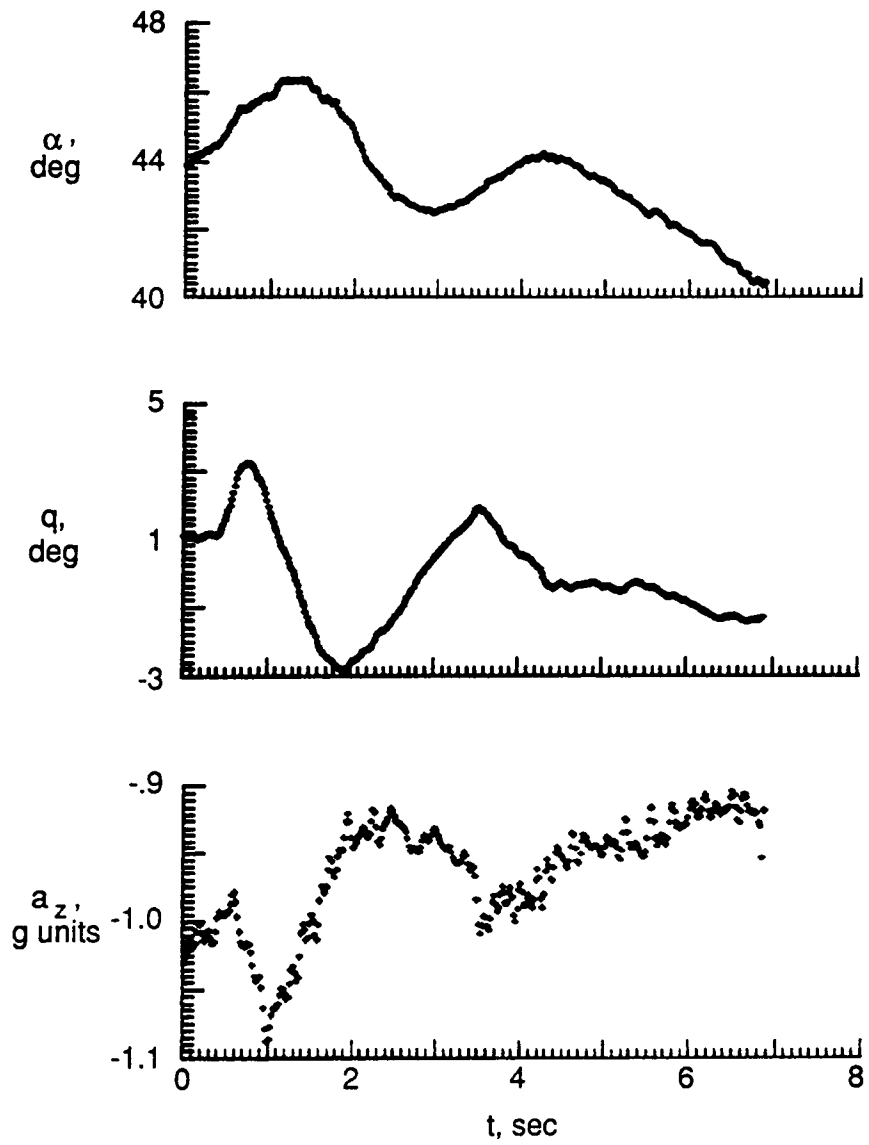 48
α,
deg
44
40
5
q,
deg
1
-3
-.9
a z,
g units
-1.0
-1.1
0 2 4 6 8
t, sec